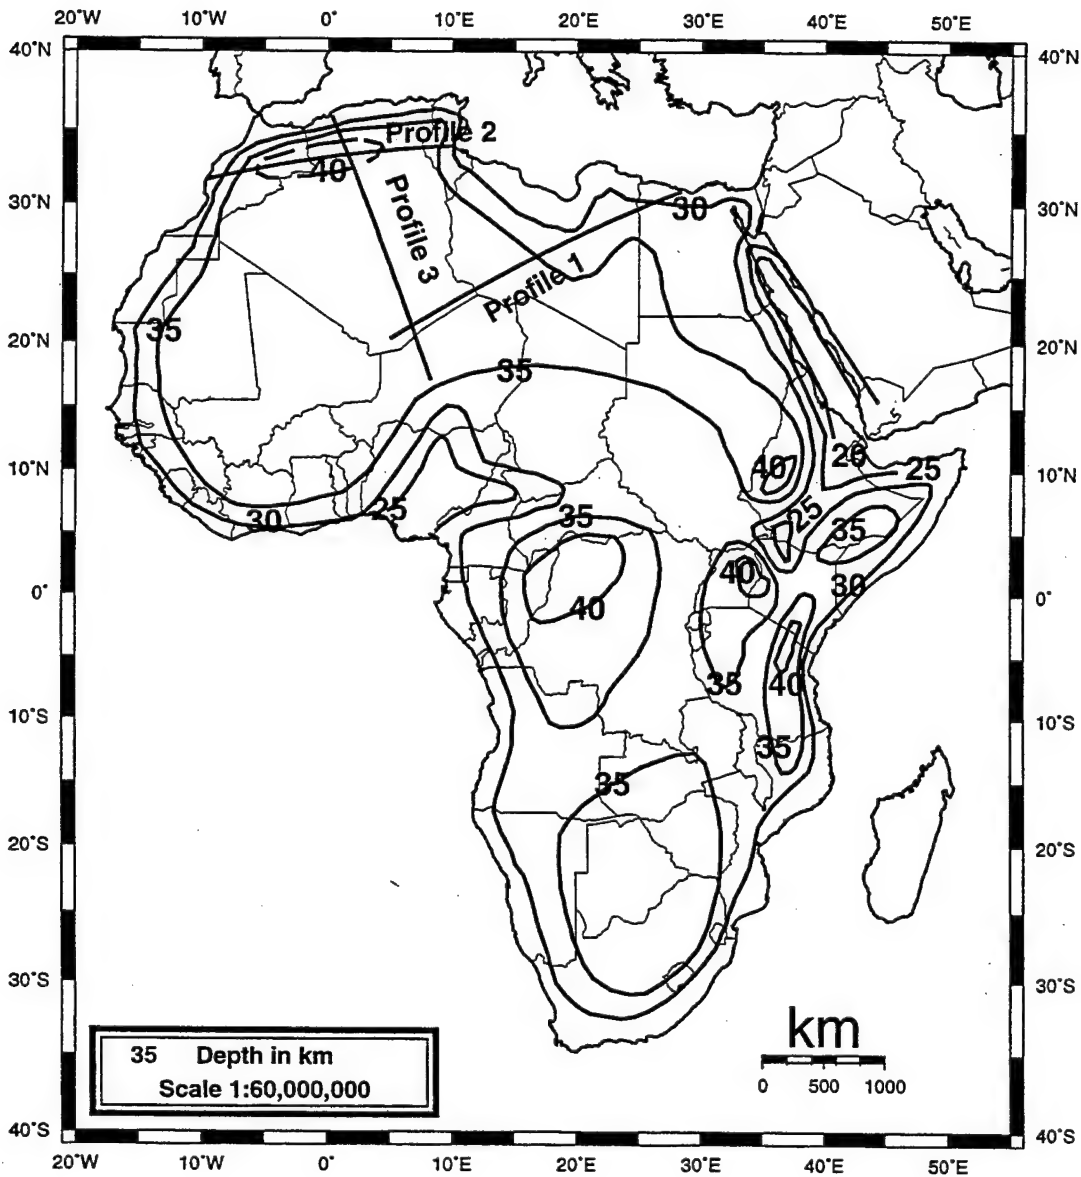 20°W 10°W 0° 10°E 20°E 30°E 40°E 50°E
40°N 40°N
Profile 2
40
30°N 30 30°N
Profile 3
Profile 1
35
20°N 20°N
35
40 20 25
10°N 10°N
25
30 25 35 35
40 30
0° 0°
40
35 40
10°S 10°S
35
35
20°S 20°S
30°S 30°S
km
35 Depth in km
Scale 1:60,000,000
0 500 1000
40°S 40°S
20°W 10°W 0° 10°E 20°E 30°E 40°E 50°E